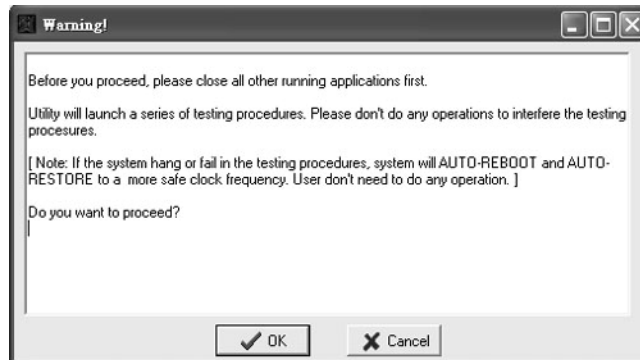 Warning!
Before you proceed, please close all other running applications first.
Utility will launch a series of testing procedures. Please don't do any operations to interfere the testing
procesures.
[ Note: If the system hang or fail in the testing procedures, system will AUTO-REBOOT and AUTO-
RESTORE to a more safe clock frequency. User don't need to do any operation. ]
Do you want to proceed?
OK Cancel